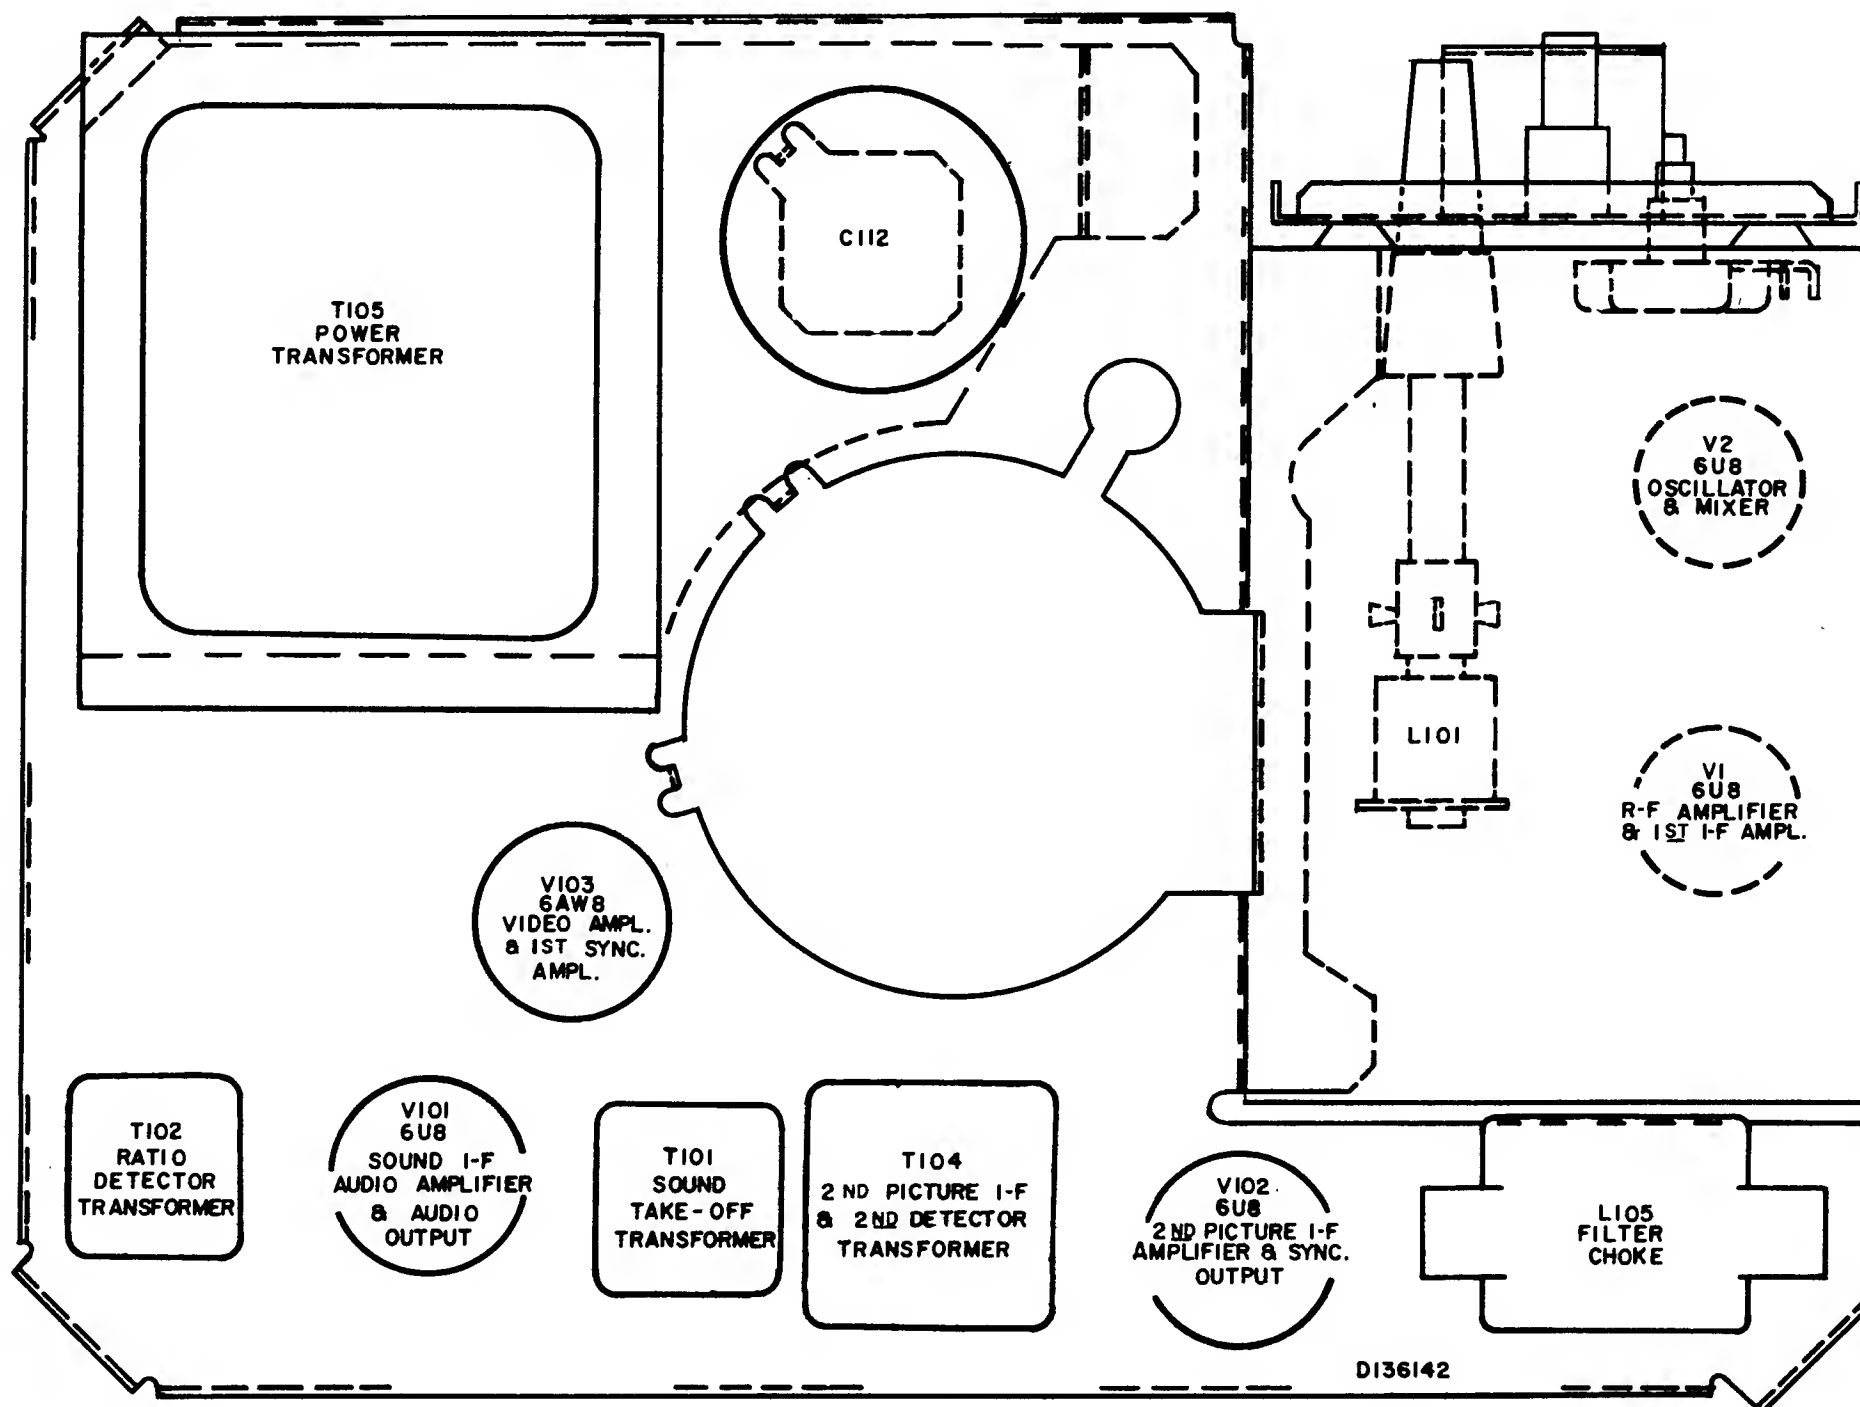 T105
POWER
TRANSFORMER
C112
V2
6U8
OSCILLATOR
& MIXER
L101
V1
6U8
R-F AMPLIFIER
& 1ST I-F AMPL.
V103
6AW8
VIDEO AMPL.
& 1ST SYNC.
AMPL.
T102
RATIO
DETECTOR
TRANSFORMER
V101
6U8
SOUND I-F
AUDIO AMPLIFIER
& AUDIO
OUTPUT
T101
SOUND
TAKE-OFF
TRANSFORMER
T104
2ND PICTURE I-F
& 2ND DETECTOR
TRANSFORMER
V102
6U8
2ND PICTURE I-F
AMPLIFIER & SYNC.
OUTPUT
L105
FILTER
CHOKE
D136142